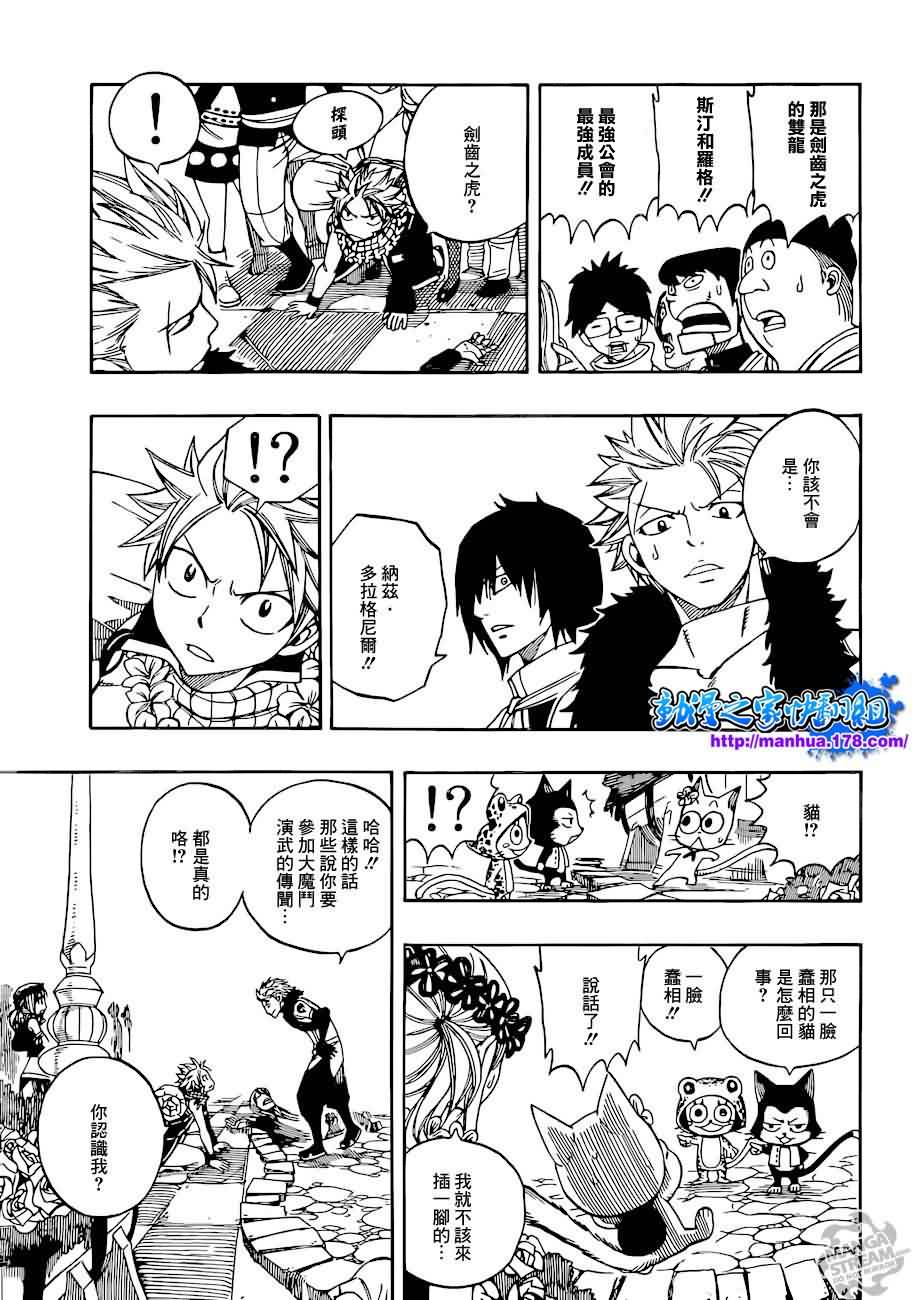 那是劍齒之虎
的雙龍
斯汀和羅格!!
最強公會的
最強成員!!
劍齒之虎?
探頭
!
你該不會
是…
納茲．
多拉格尼爾!!
!?
動漫之家快翻組
http://manhua.178.com/
貓!?
!?
那只一臉
蠢相的貓
是怎麼回
事?
一臉
蠢相!!
說話了!!
我就不該來
插一腳的…
哈哈!!
這樣的話
那些說你要
參加大魔鬥
演武的傳聞…
都是真的
咯!?
你認識我?
MANGA
STREAM